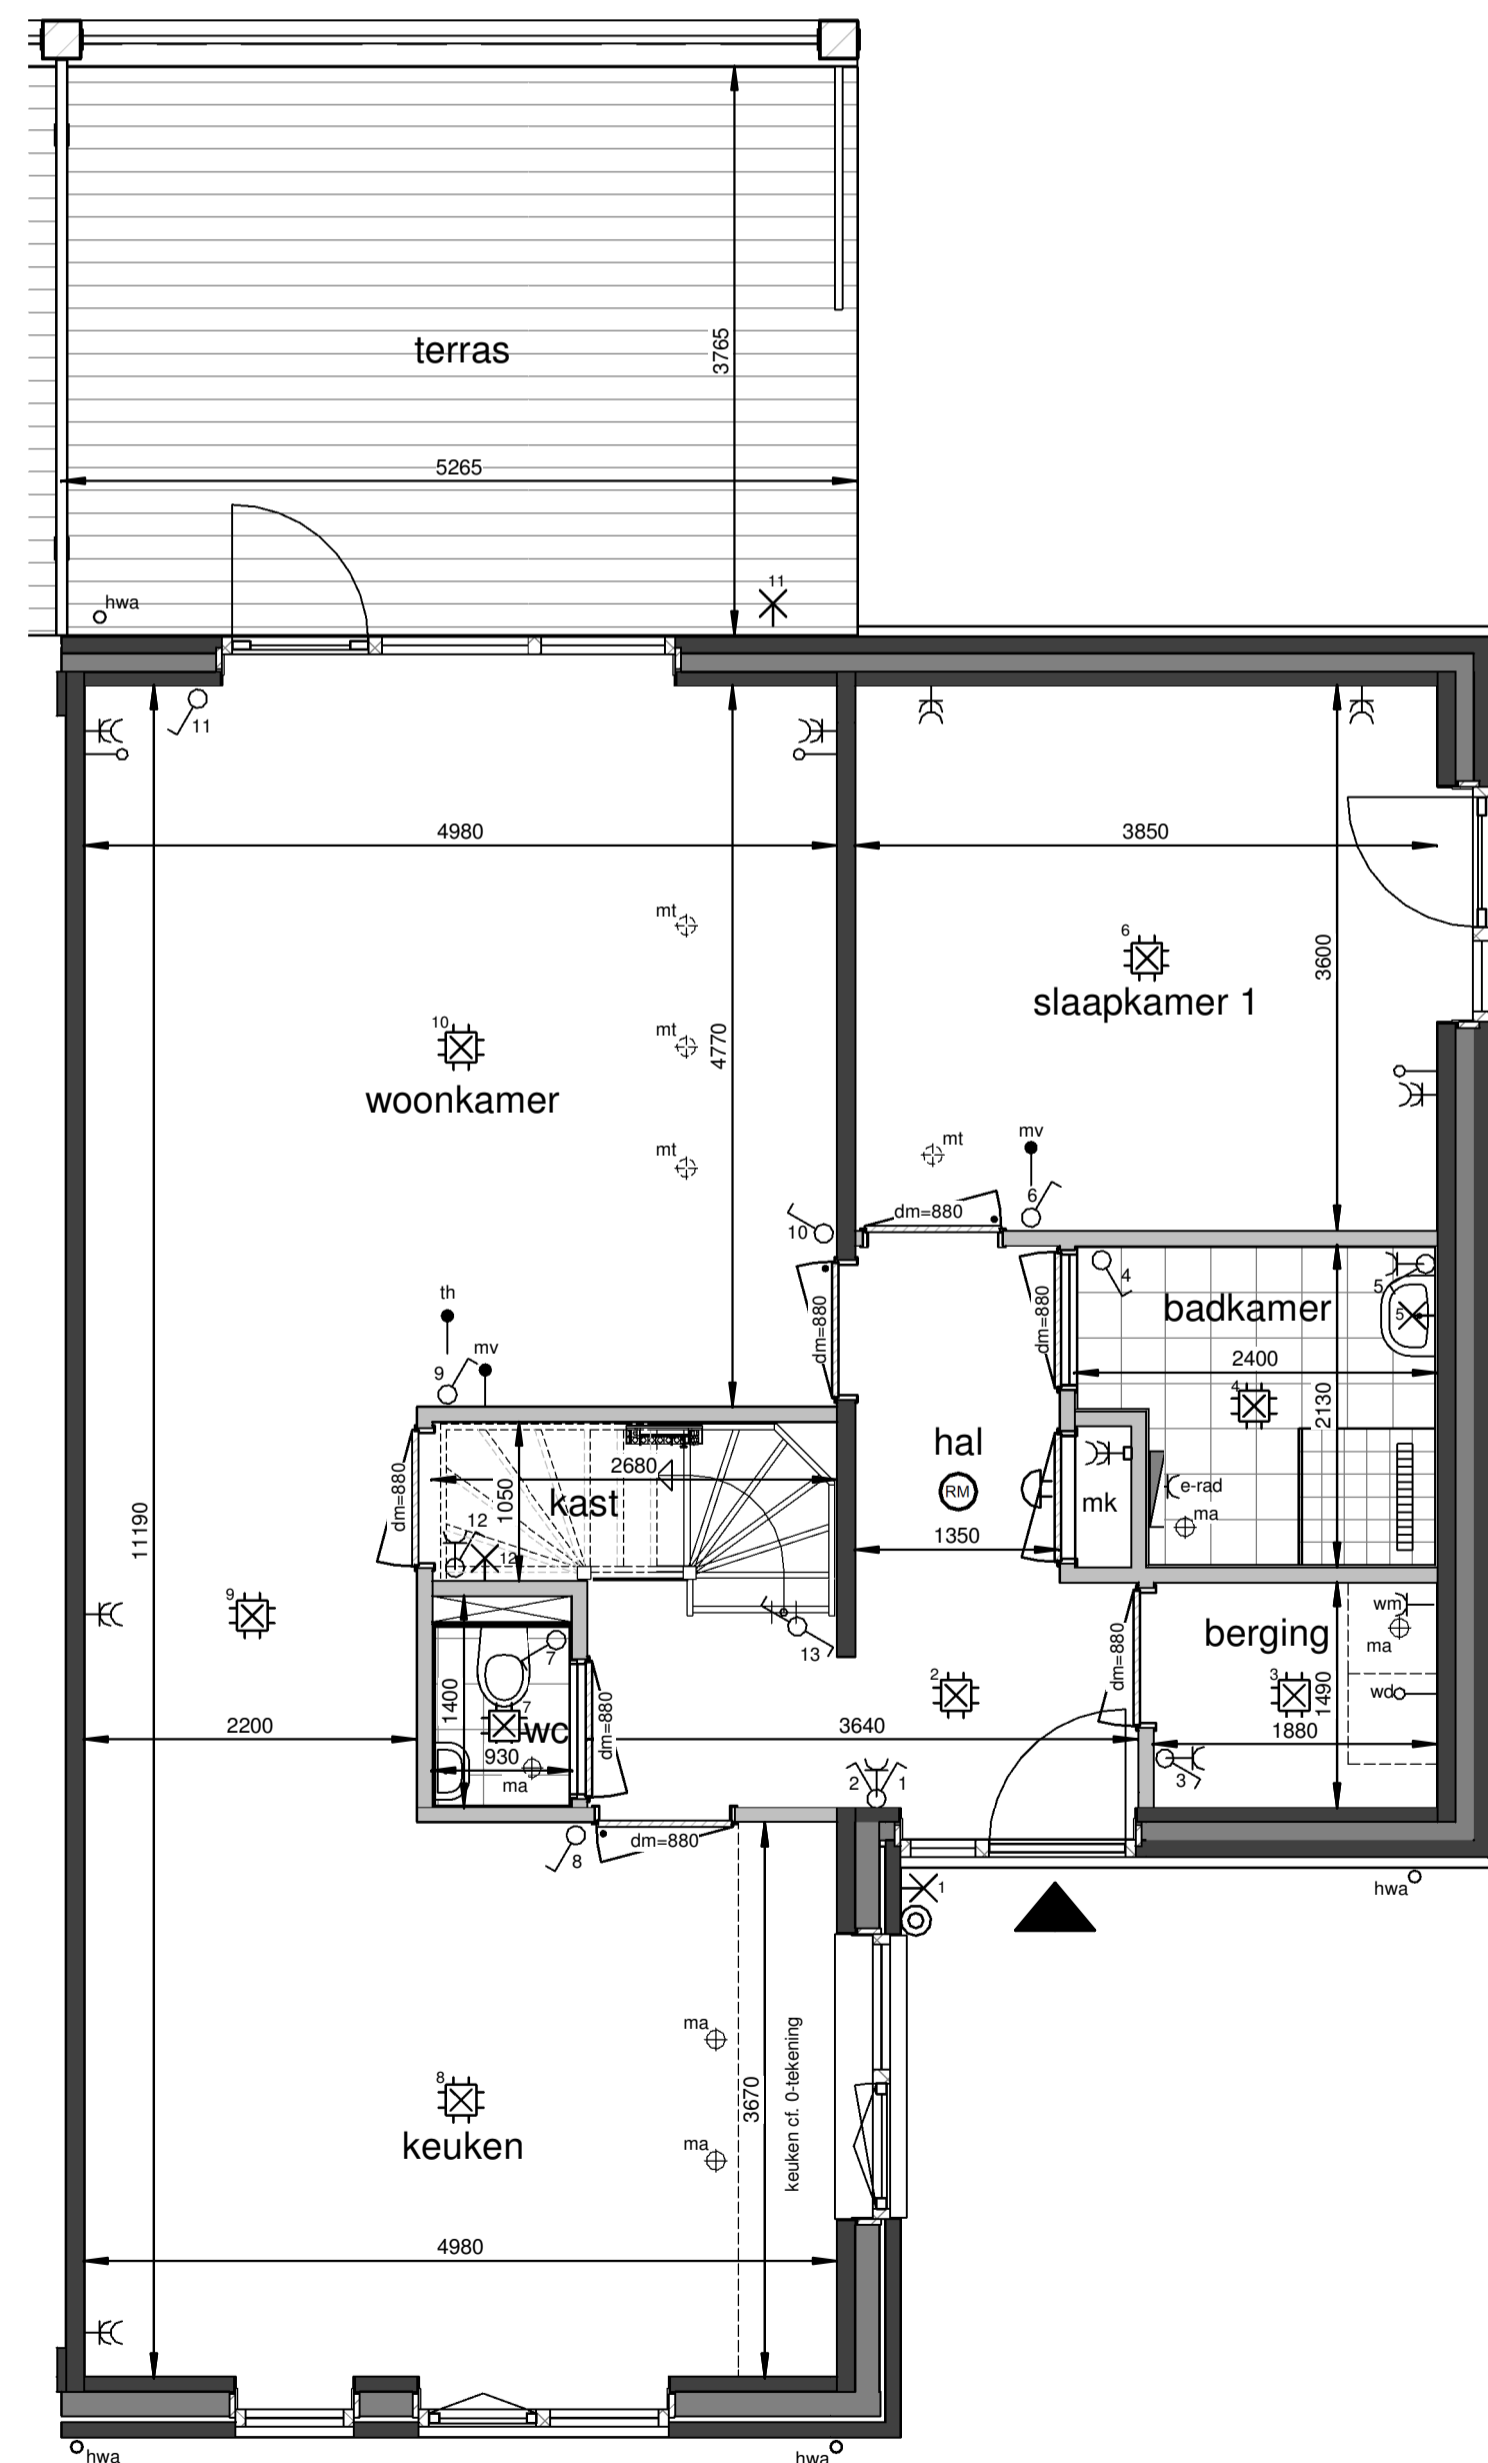 terras
3765
5265
hwa
11
11
4980
3850
mt
6
3600
slaapkamer 1
10
mt
4770
woonkamer
mt
mt
mv
6
dm=880
10
4
badkamer
5
5
dm=880
dm=880
th
mv
9
2400
4
2130
hal
2680
kast
1050
dm=880
12
12
RM
mk
e-rad
ma
1350
11190
9
13
wm
ma
berging
dm=880
3
1490
wd
1880
3
7
7
1400
wc
930
ma
dm=880
2200
3640
2
2
1
8
dm=880
1
hwa
ma
keuken cf. 0-tekening
3670
8
keuken
ma
4980
hwa
hwa